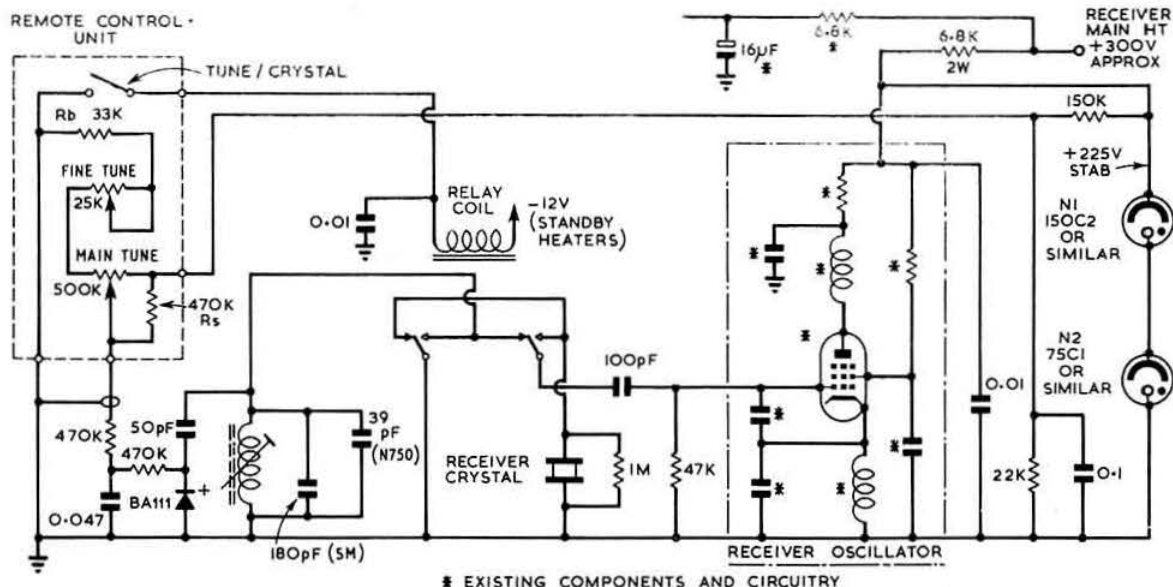 REMOTE CONTROL ·
UNIT
TUNE / CRYSTAL
Rb 33K
FINE TUNE
25K
MAIN TUNE
500K
470K
Rs
0·01
RELAY
COIL
-12V
(STANDBY
HEATERS)
16µF
*
6·8K
*
6·8K
2W
RECEIVER
MAIN HT
+300V
APPROX
150K
+225V
STAB
N1
150C2
OR
SIMILAR
N2
75C1
OR
SIMILAR
*
*
*
*
*
100pF
0·01
470K
50pF
470K
BA111
+
0·047
39
pF
(N750)
180pF (SM)
RECEIVER
CRYSTAL
1M
47K
*
*
*
*
22K
0·1
RECEIVER OSCILLATOR
* EXISTING COMPONENTS AND CIRCUITRY